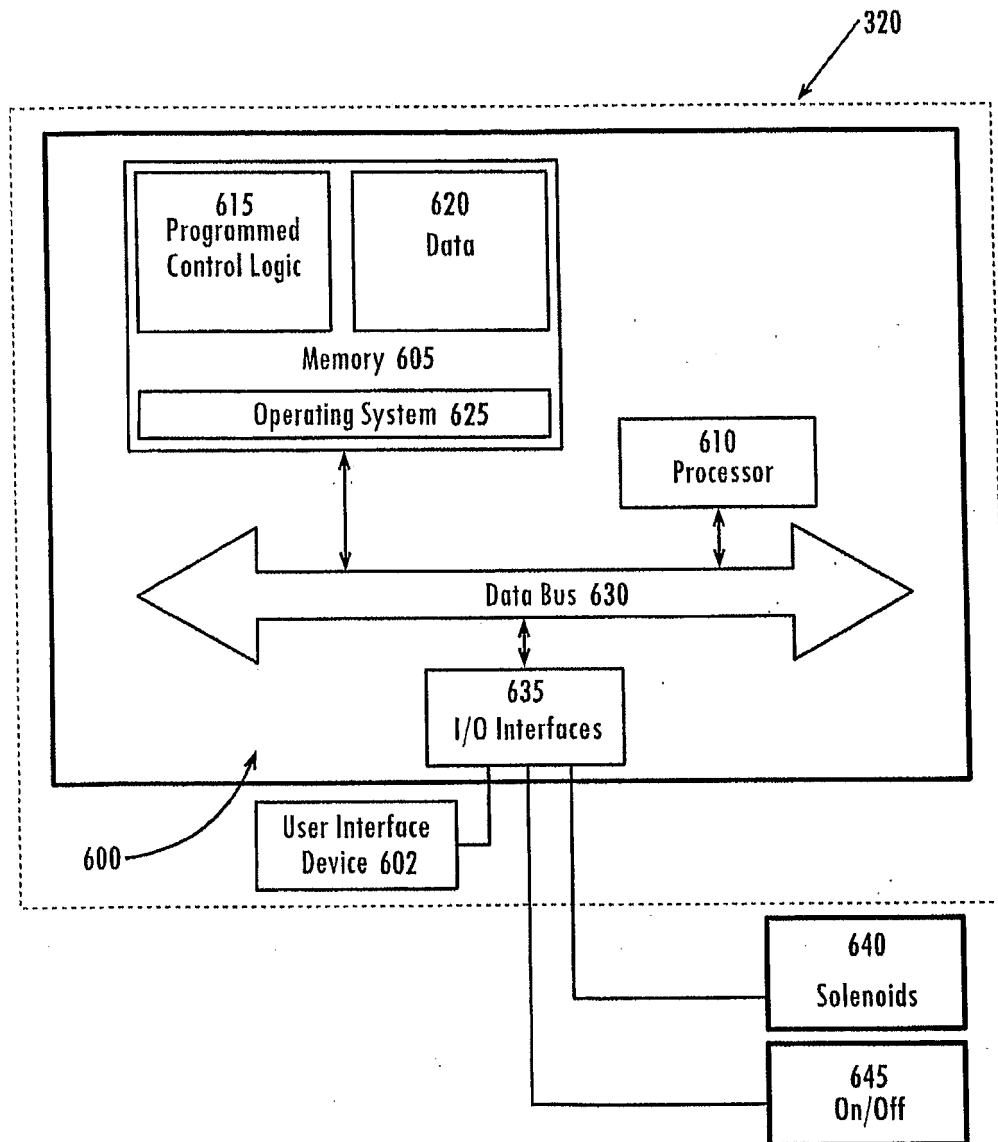 320
615
Programmed
Control Logic
620
Data
Memory 605
Operating System 625
610
Processor
Data Bus 630
635
I/O Interfaces
600
User Interface
Device 602
640
Solenoids
645
On/Off